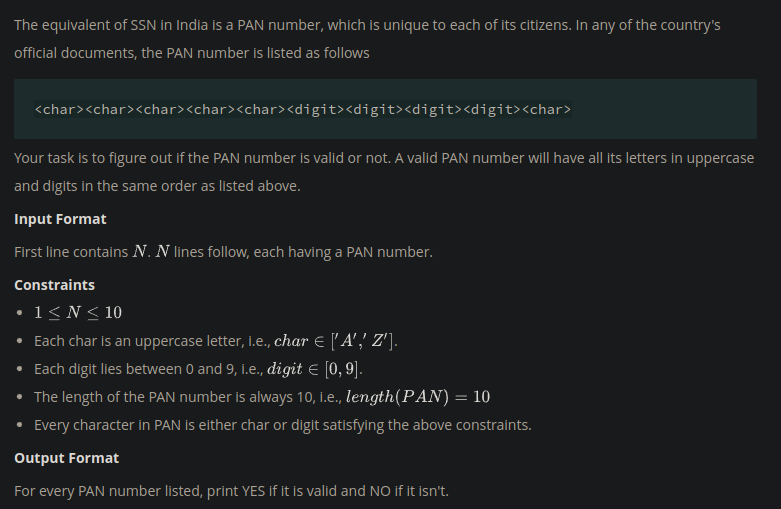 The equivalent of SSN in India is a PAN number, which is unique to each of its citizens. In any of the country's
official documents, the PAN number is listed as follows
<char><char><char><char><char><digit><digit><digit><digit><char>
Your task is to figure out if the PAN number is valid or not. A valid PAN number will have all its letters in uppercase
and digits in the same order as listed above.
Input Format
First line contains N. N lines follow, each having a PAN number.
Constraints
• 1 ≤ N ≤ 10
• Each char is an uppercase letter, i.e., char ∈ ['A',' Z'].
• Each digit lies between 0 and 9, i.e., digit ∈ [0, 9].
• The length of the PAN number is always 10, i.e., length(PAN) = 10
• Every character in PAN is either char or digit satisfying the above constraints.
Output Format
For every PAN number listed, print YES if it is valid and NO if it isn't.